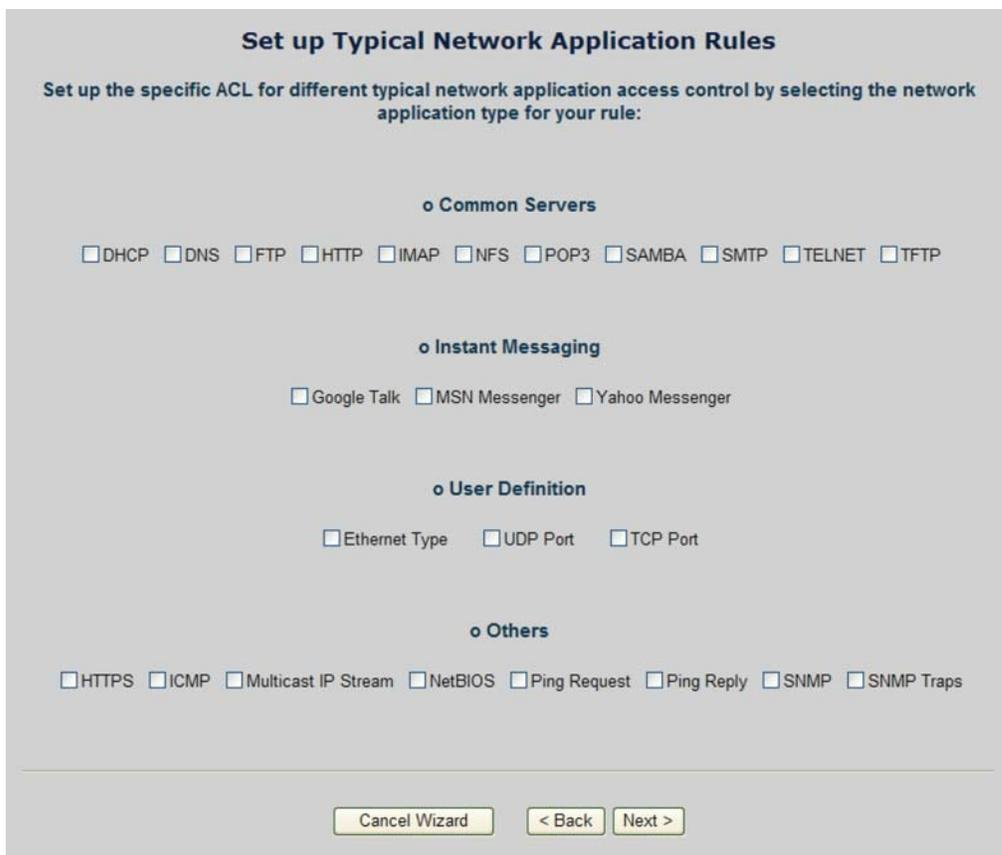 Set up Typical Network Application Rules
Set up the specific ACL for different typical network application access control by selecting the network
application type for your rule:
o Common Servers
DHCP DNS FTP HTTP IMAP NFS POP3 SAMBA SMTP TELNET TFTP
o Instant Messaging
Google Talk MSN Messenger Yahoo Messenger
o User Definition
Ethernet Type UDP Port TCP Port
o Others
HTTPS ICMP Multicast IP Stream NetBIOS Ping Request Ping Reply SNMP SNMP Traps
Cancel Wizard < Back Next >